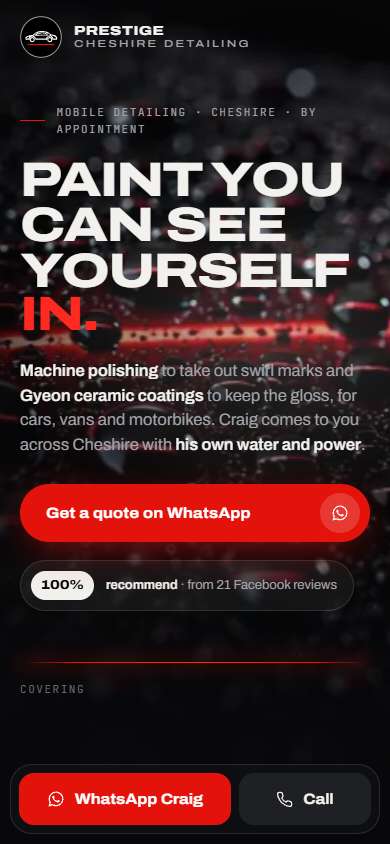 PRESTIGE
CHESHIRE DETAILING
MOBILE DETAILING · CHESHIRE · BY
APPOINTMENT
PAINT YOU
CAN SEE
YOURSELF
IN.
Machine polishing to take out swirl marks and
Gyeon ceramic coatings to keep the gloss, for
cars, vans and motorbikes. Craig comes to you
across Cheshire with his own water and power.
Get a quote on WhatsApp
100% recommend · from 21 Facebook reviews
COVERING
WhatsApp Craig
Call